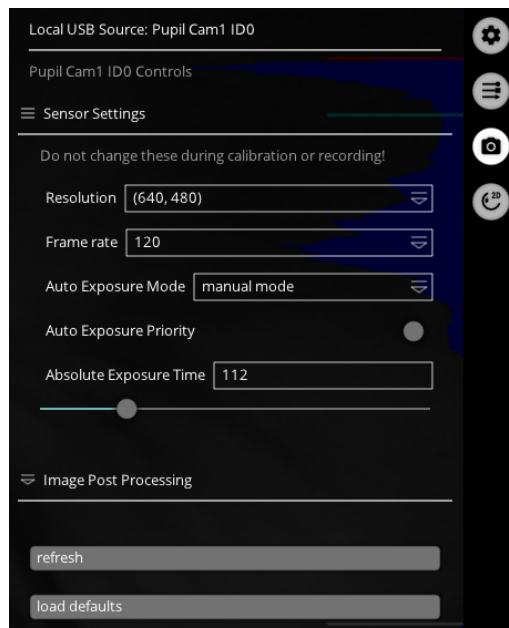 Local USB Source: Pupil Cam1 ID0
Pupil Cam1 ID0 Controls
Sensor Settings
Do not change these during calibration or recording!
Resolution (640, 480)
Frame rate 120
Auto Exposure Mode manual mode
Auto Exposure Priority
Absolute Exposure Time 112
Image Post Processing
refresh
load defaults
2D